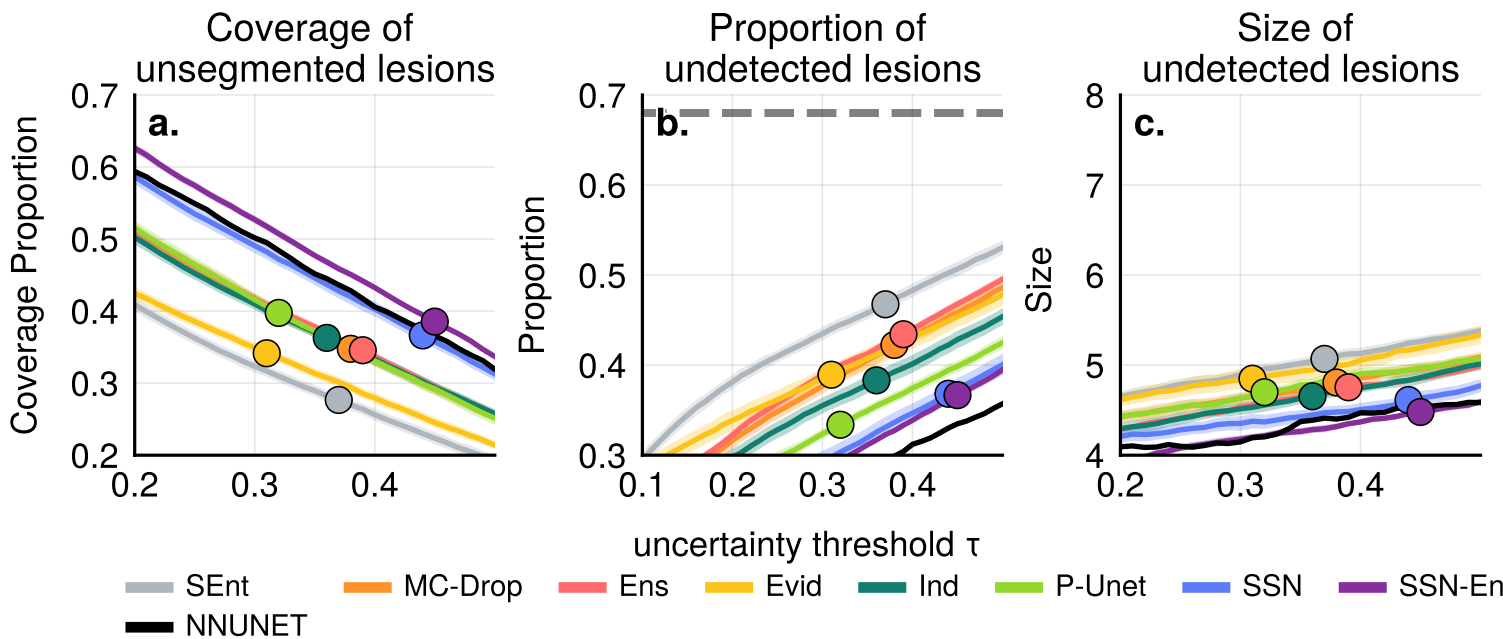 Coverage of
unsegmented lesions
Proportion of
undetected lesions
Size of
undetected lesions
a.
b.
c.
Coverage Proportion
0.7
0.6
0.5
0.4
0.3
0.2
0.2
0.3
0.4
Proportion
0.7
0.6
0.5
0.4
0.3
0.1
0.2
0.3
0.4
Size
8
7
6
5
4
0.2
0.3
0.4
uncertainty threshold τ
SEnt
MC-Drop
Ens
Evid
Ind
P-Unet
SSN
SSN-En
NNUNET